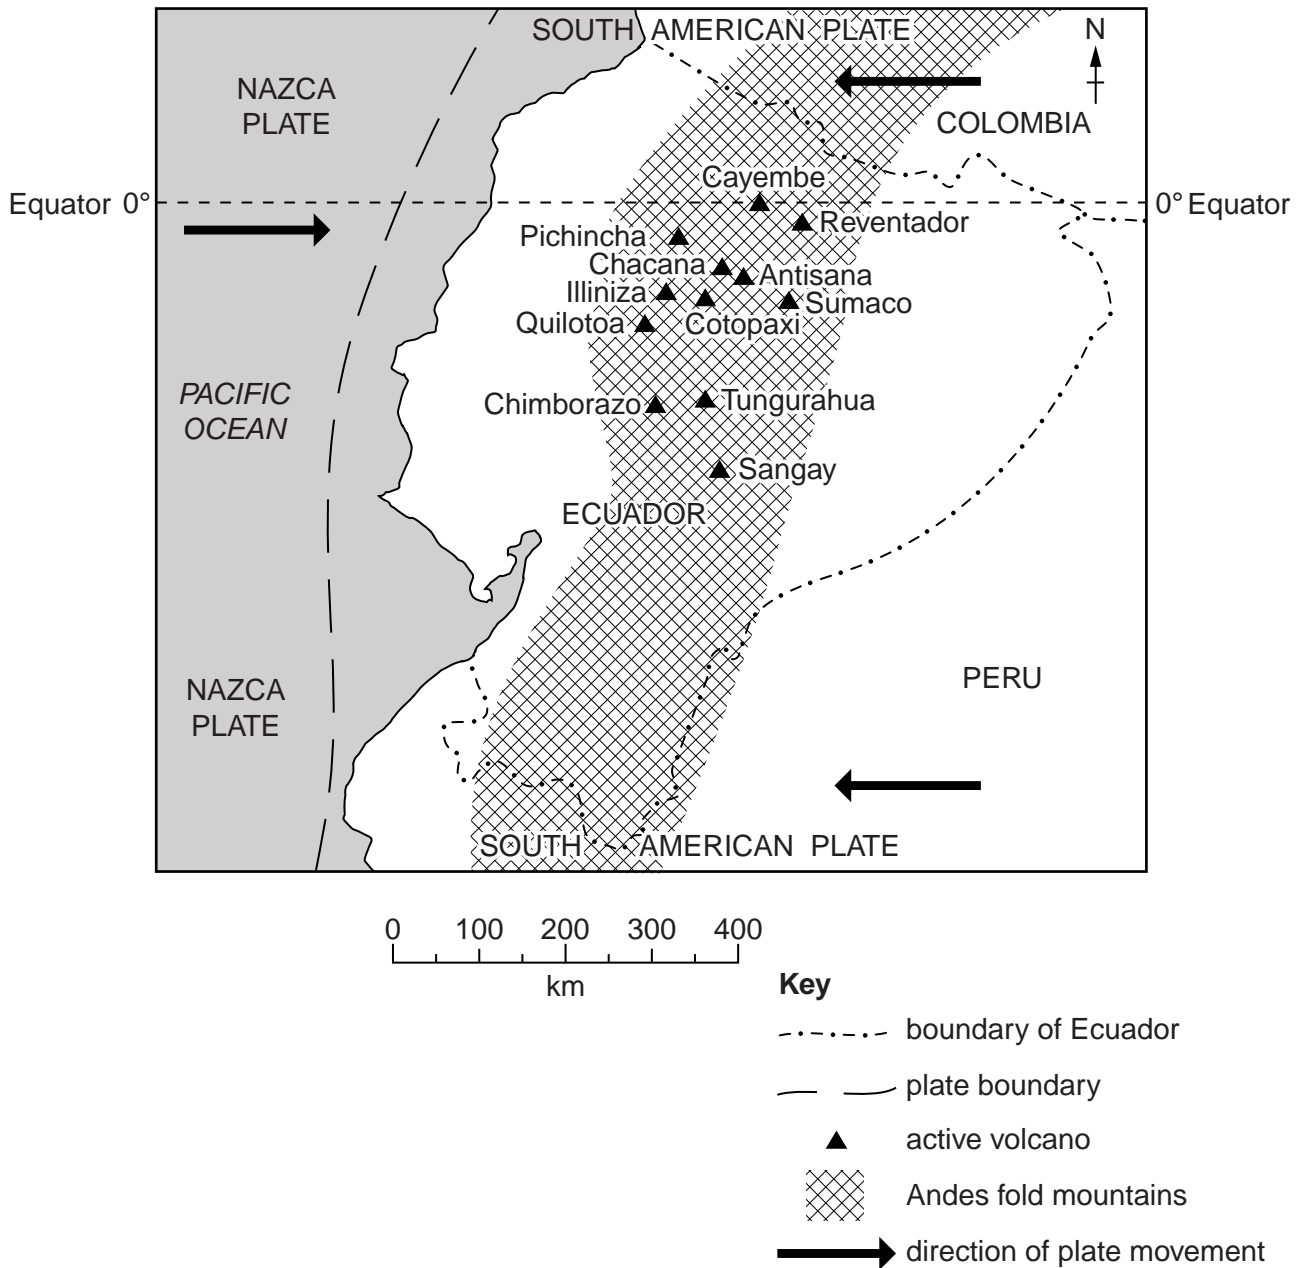 SOUTH AMERICAN PLATE
N
NAZCA
PLATE
COLOMBIA
Cayembe
Equator 0°
0° Equator
Reventador
Pichincha
Chacana
Antisana
Illiniza
Sumaco
Quilotoa
Cotopaxi
PACIFIC
OCEAN
Chimborazo
Tungurahua
Sangay
ECUADOR
NAZCA
PLATE
PERU
SOUTH AMERICAN PLATE
0 100 200 300 400
km
Key
boundary of Ecuador
plate boundary
active volcano
Andes fold mountains
direction of plate movement